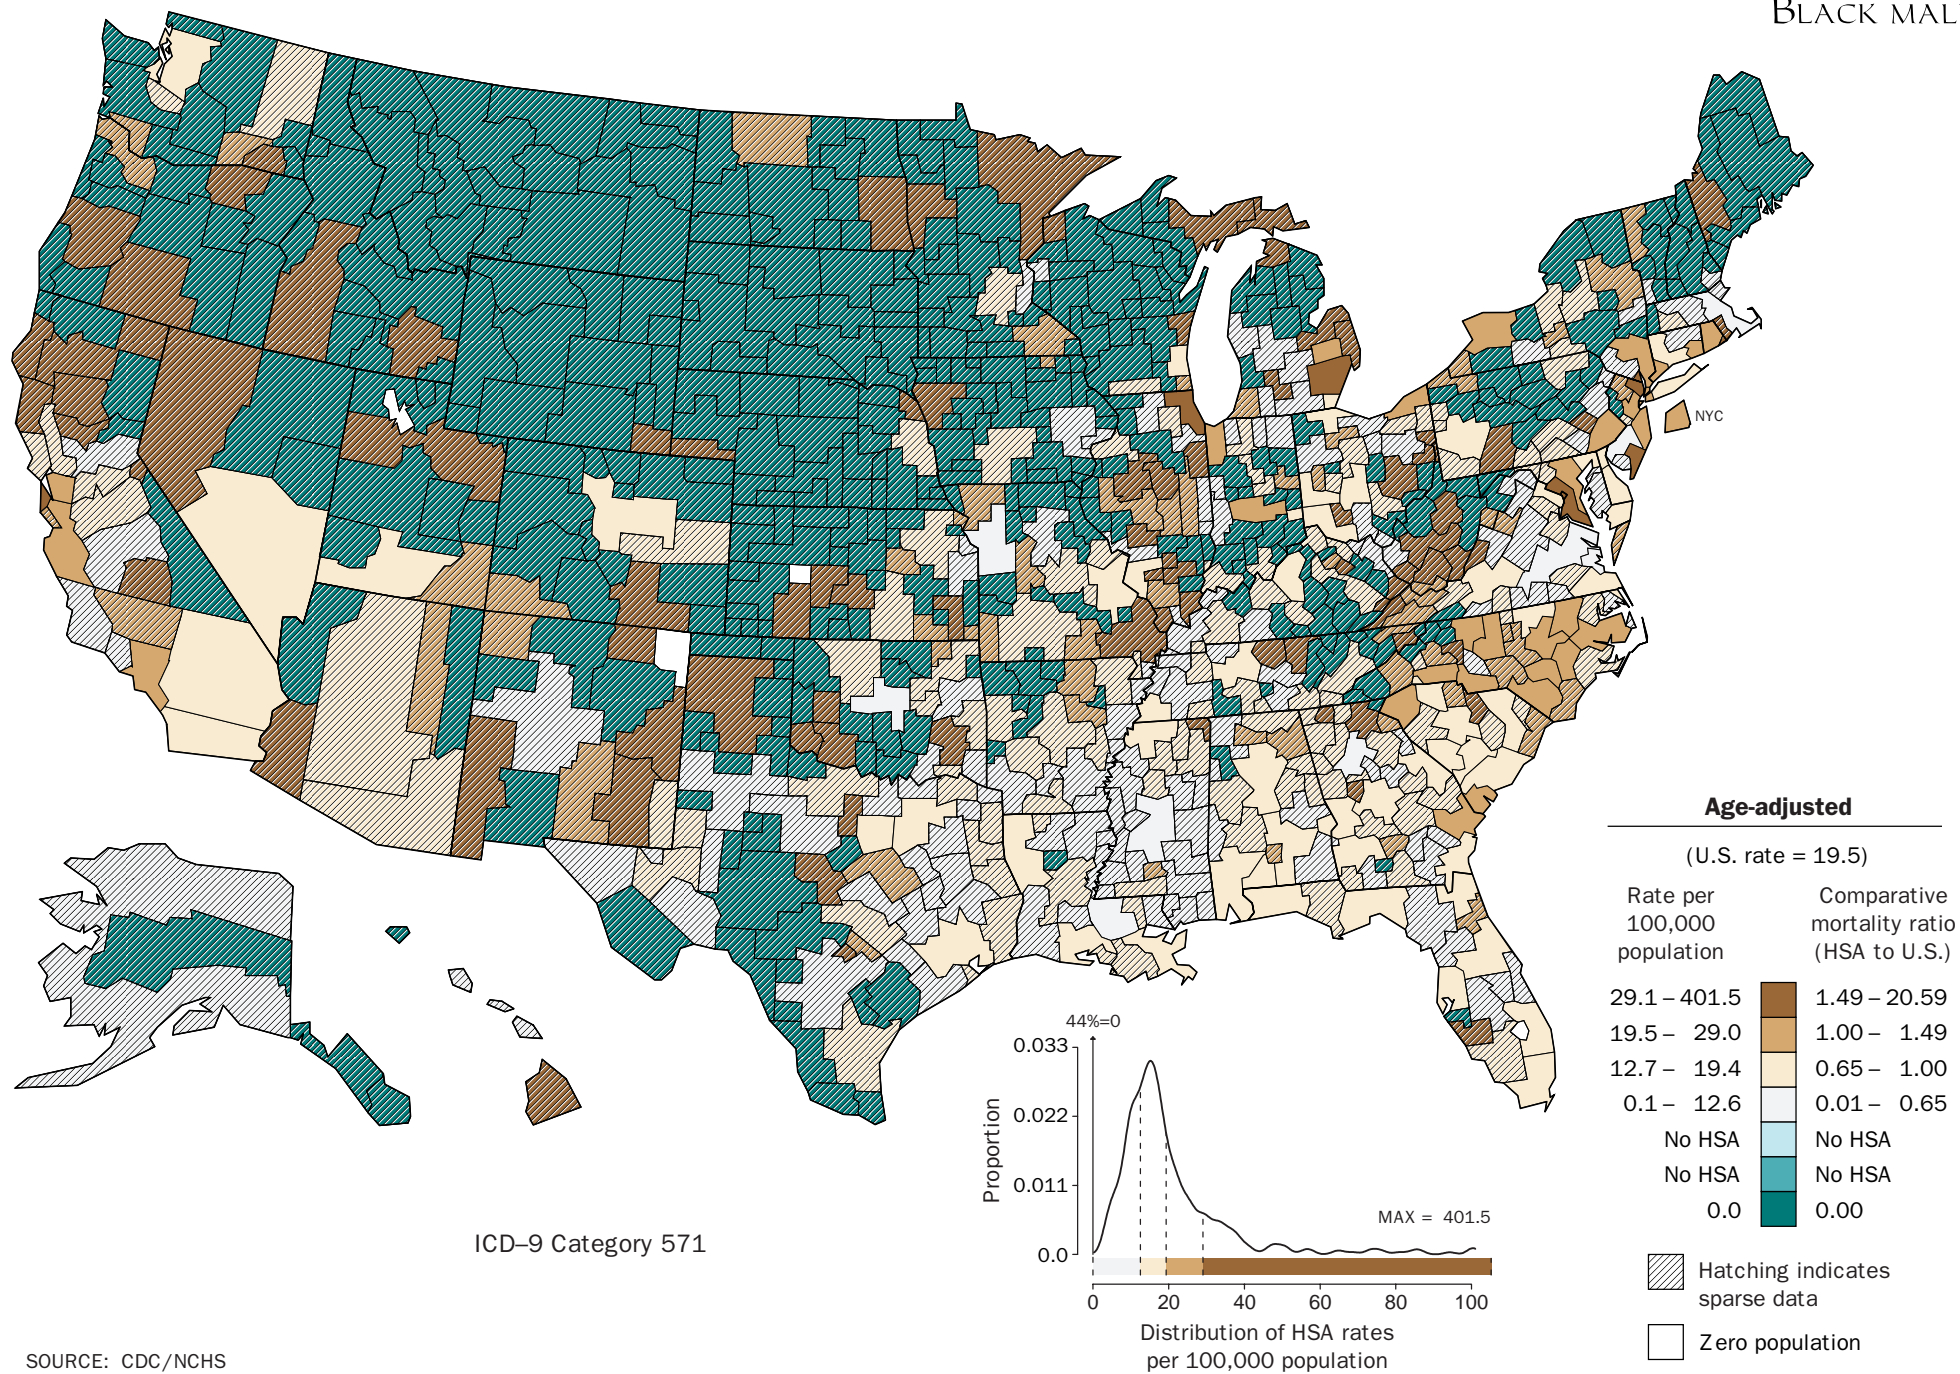 BLACK MAL
NYC
Age-adjusted
(U.S. rate = 19.5)
Rate per
100,000
population
Comparative
mortality ratio
(HSA to U.S.)
29.1 – 401.5 1.49 – 20.59
19.5 – 29.0 1.00 – 1.49
12.7 – 19.4 0.65 – 1.00
0.1 – 12.6 0.01 – 0.65
No HSA No HSA
No HSA No HSA
0.0 0.00
Hatching indicates
sparse data
Zero population
44%=0
0.033
0.022
0.011
0.0
Proportion
MAX = 401.5
0 20 40 60 80 100
Distribution of HSA rates
per 100,000 population
ICD–9 Category 571
SOURCE: CDC/NCHS